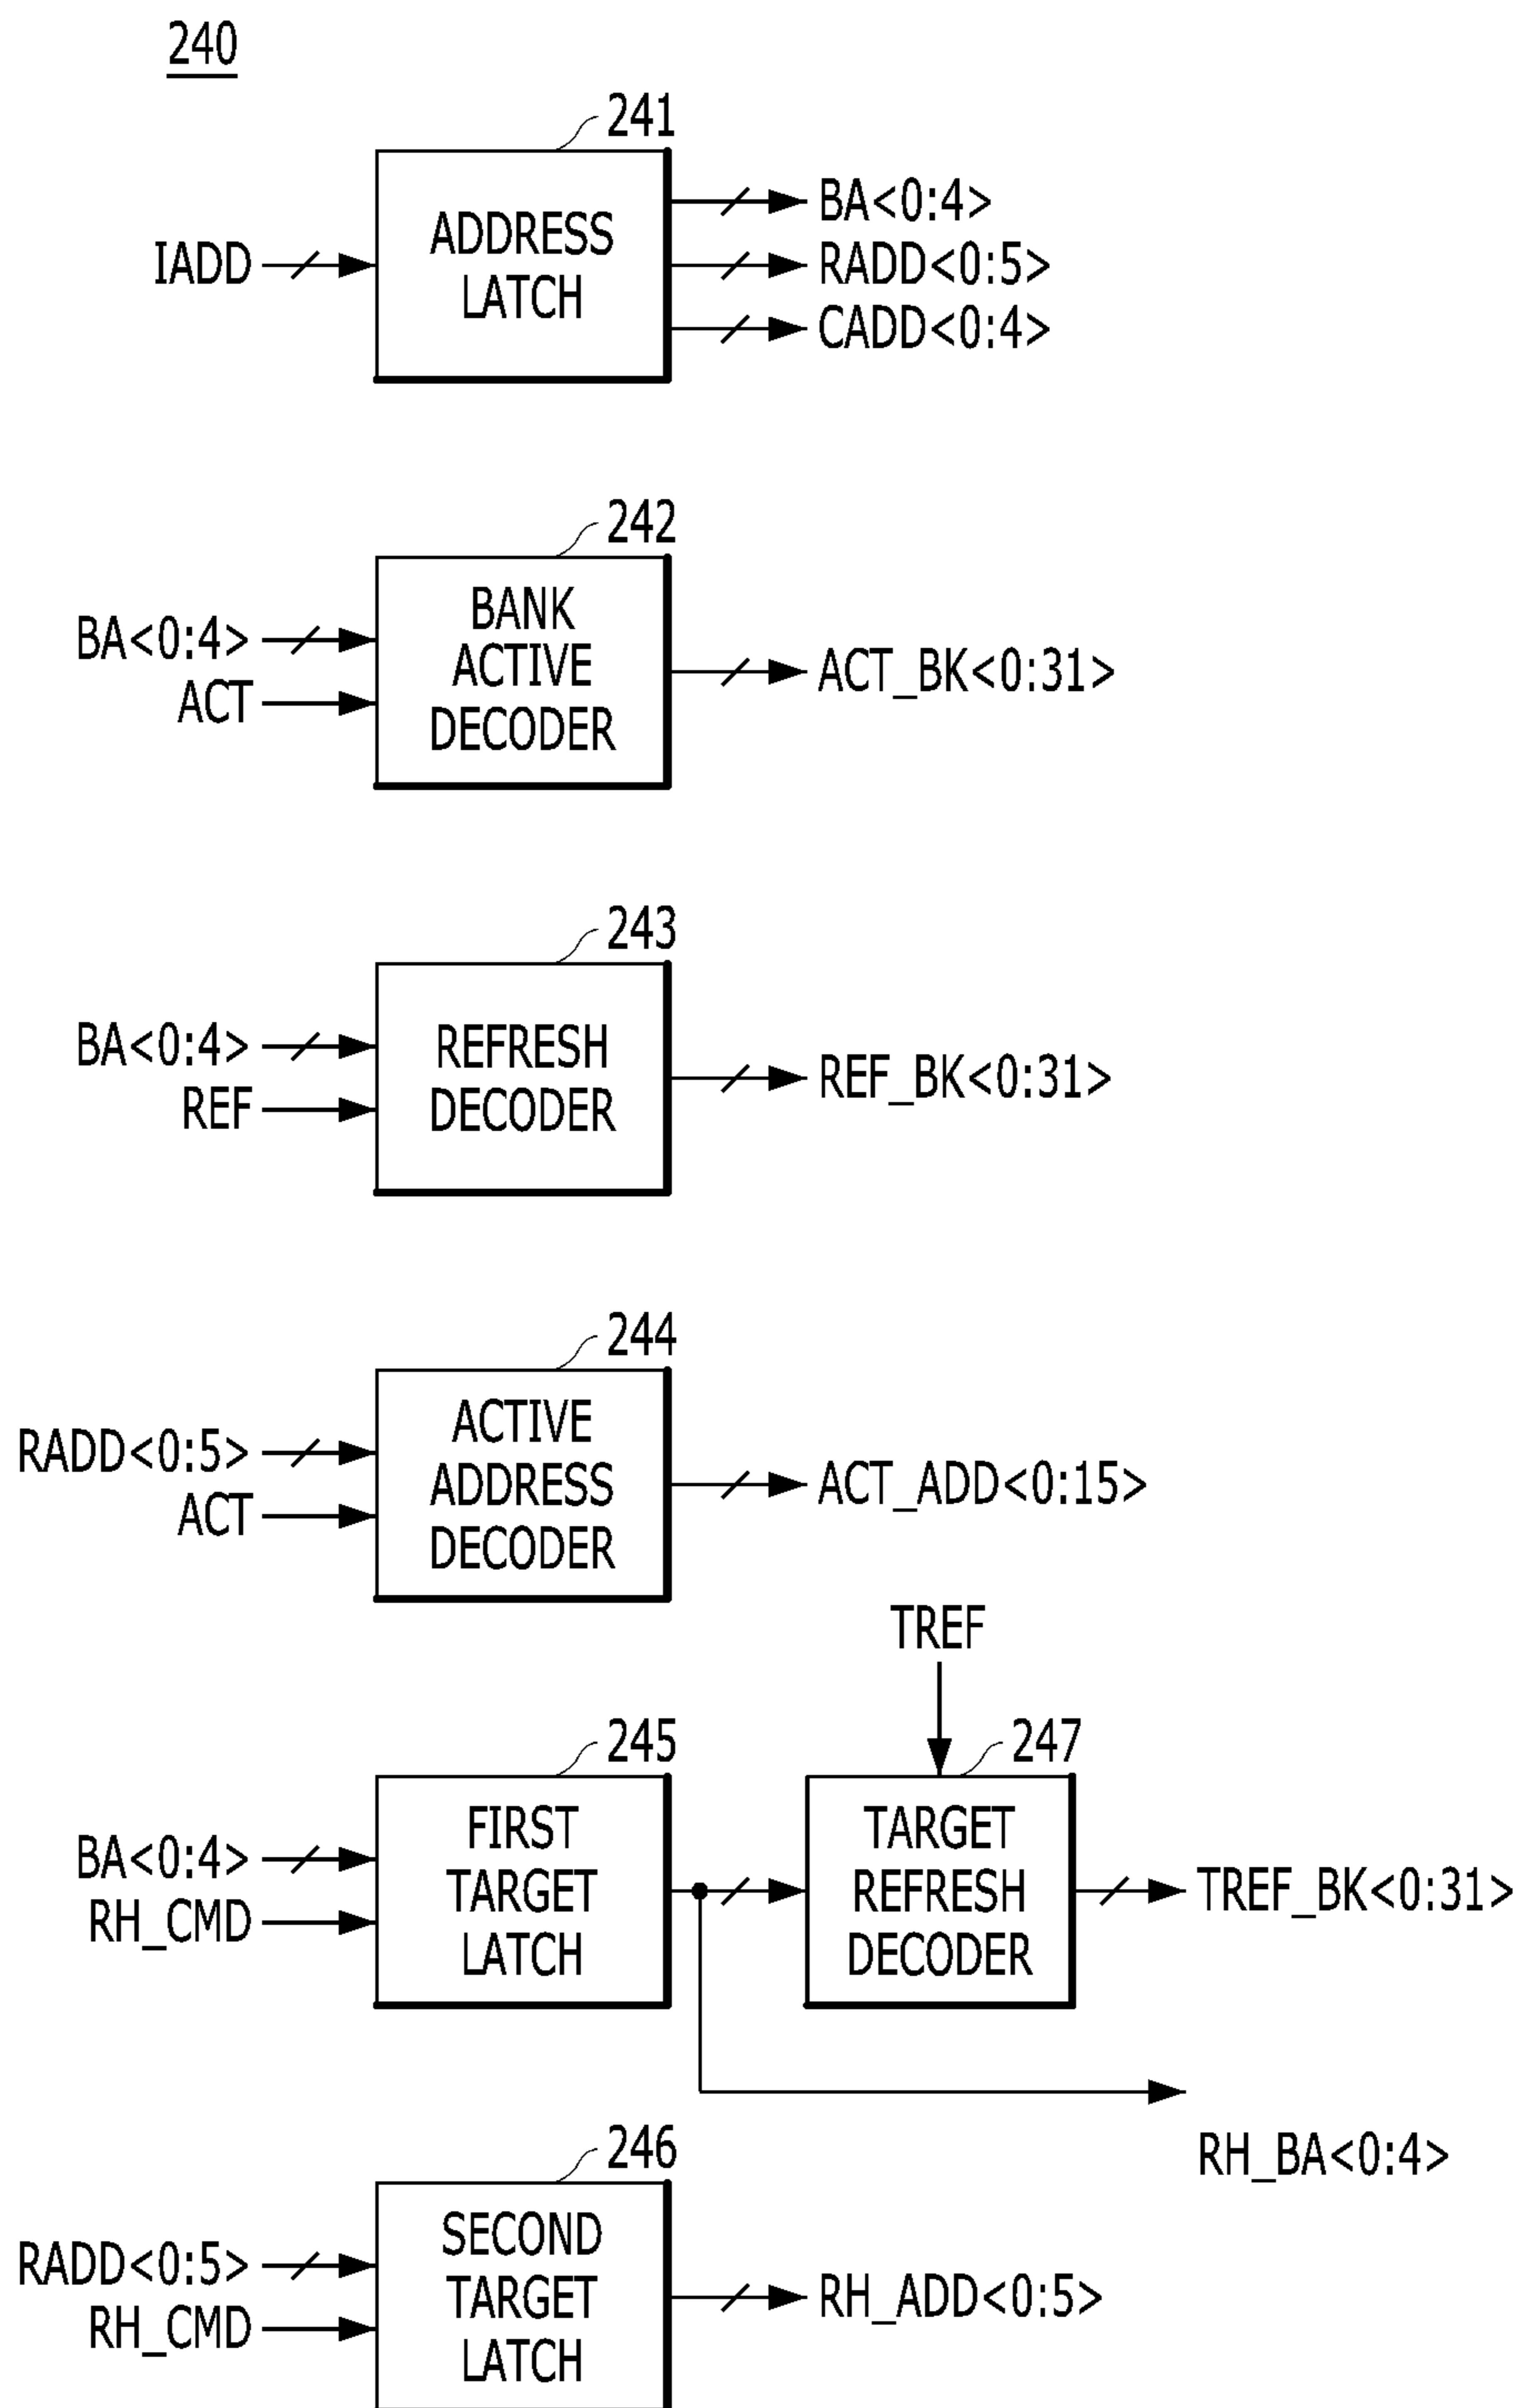 240
241
IADD
ADDRESS
LATCH
BA<0:4>
RADD<0:5>
CADD<0:4>
242
BA<0:4>
ACT
BANK
ACTIVE
DECODER
ACT_BK<0:31>
243
BA<0:4>
REF
REFRESH
DECODER
REF_BK<0:31>
244
RADD<0:5>
ACT
ACTIVE
ADDRESS
DECODER
ACT_ADD<0:15>
TREF
245
BA<0:4>
RH_CMD
FIRST
TARGET
LATCH
247
TARGET
REFRESH
DECODER
TREF_BK<0:31>
RH_BA<0:4>
246
RADD<0:5>
RH_CMD
SECOND
TARGET
LATCH
RH_ADD<0:5>